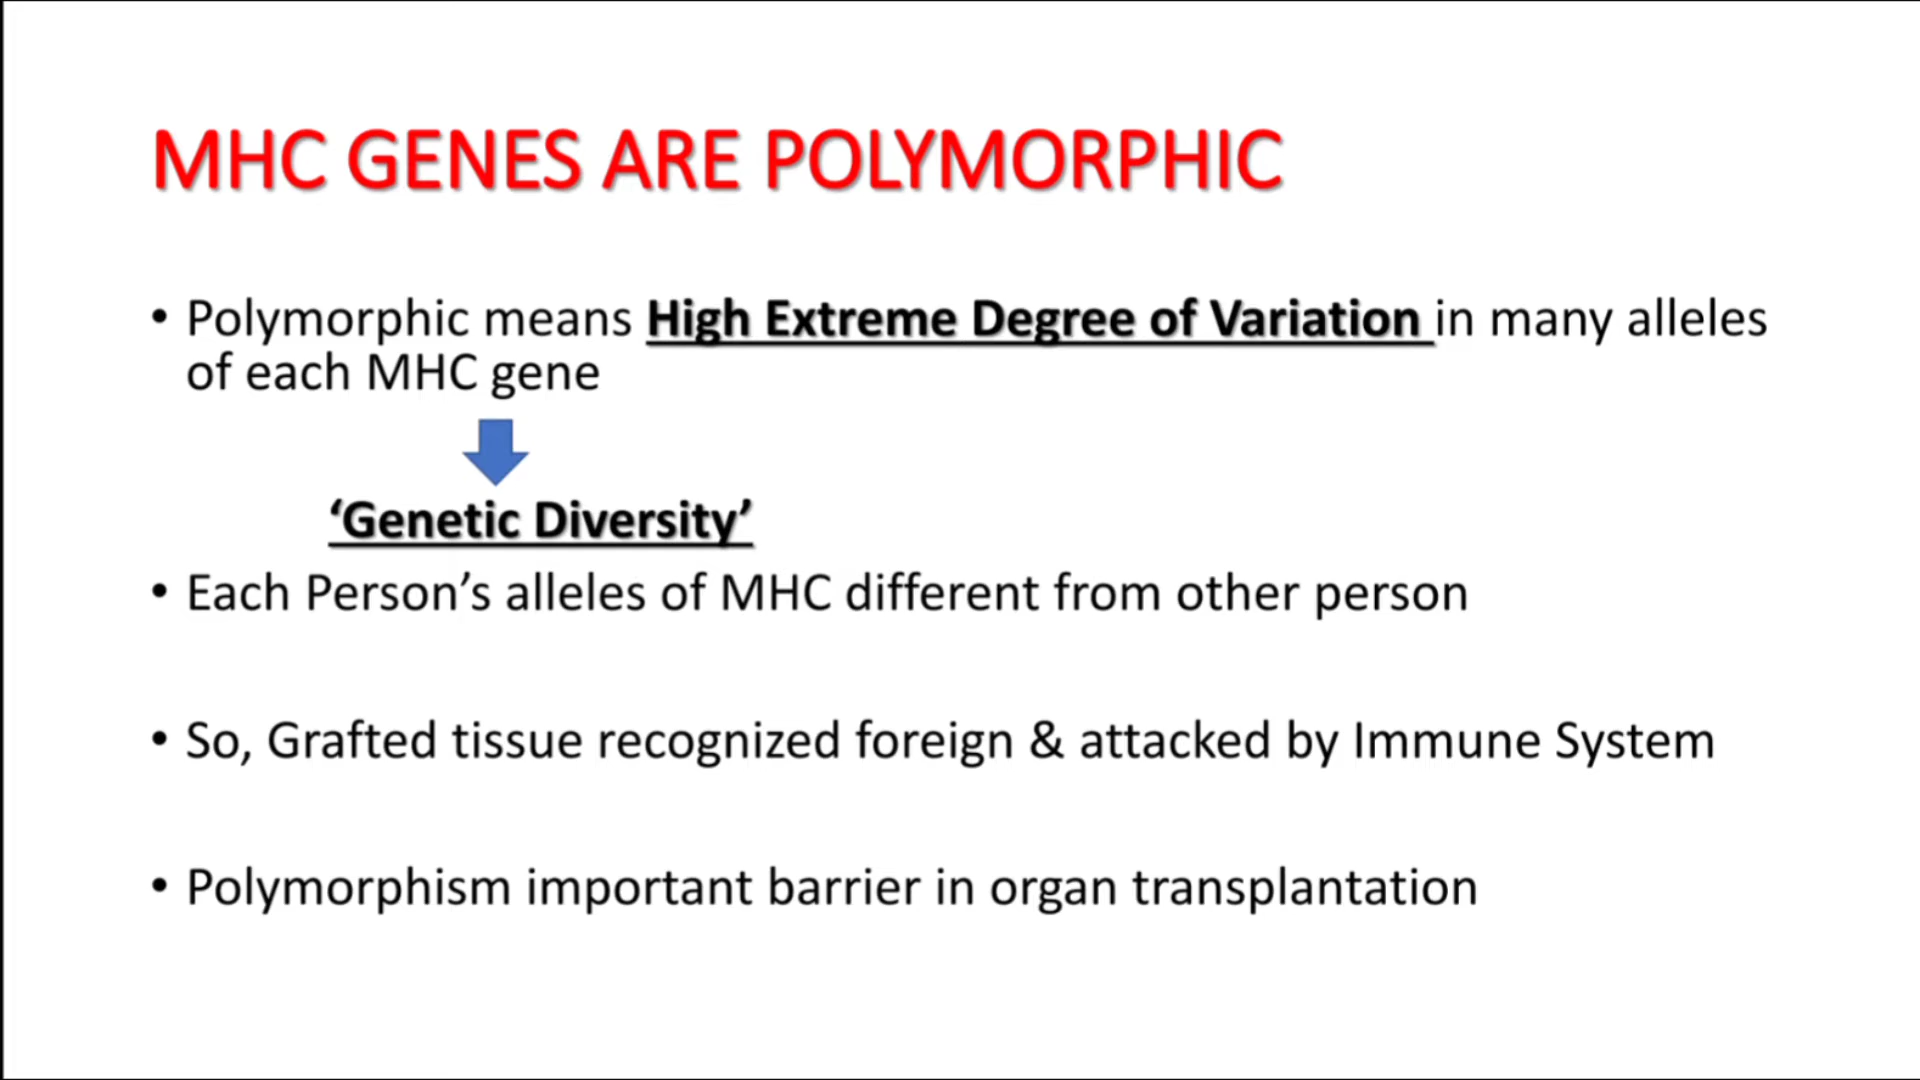 MHC GENES ARE POLYMORPHIC
• Polymorphic means High Extreme Degree of Variation in many alleles
of each MHC gene
‘Genetic Diversity’
• Each Person’s alleles of MHC different from other person
• So, Grafted tissue recognized foreign & attacked by Immune System
• Polymorphism important barrier in organ transplantation